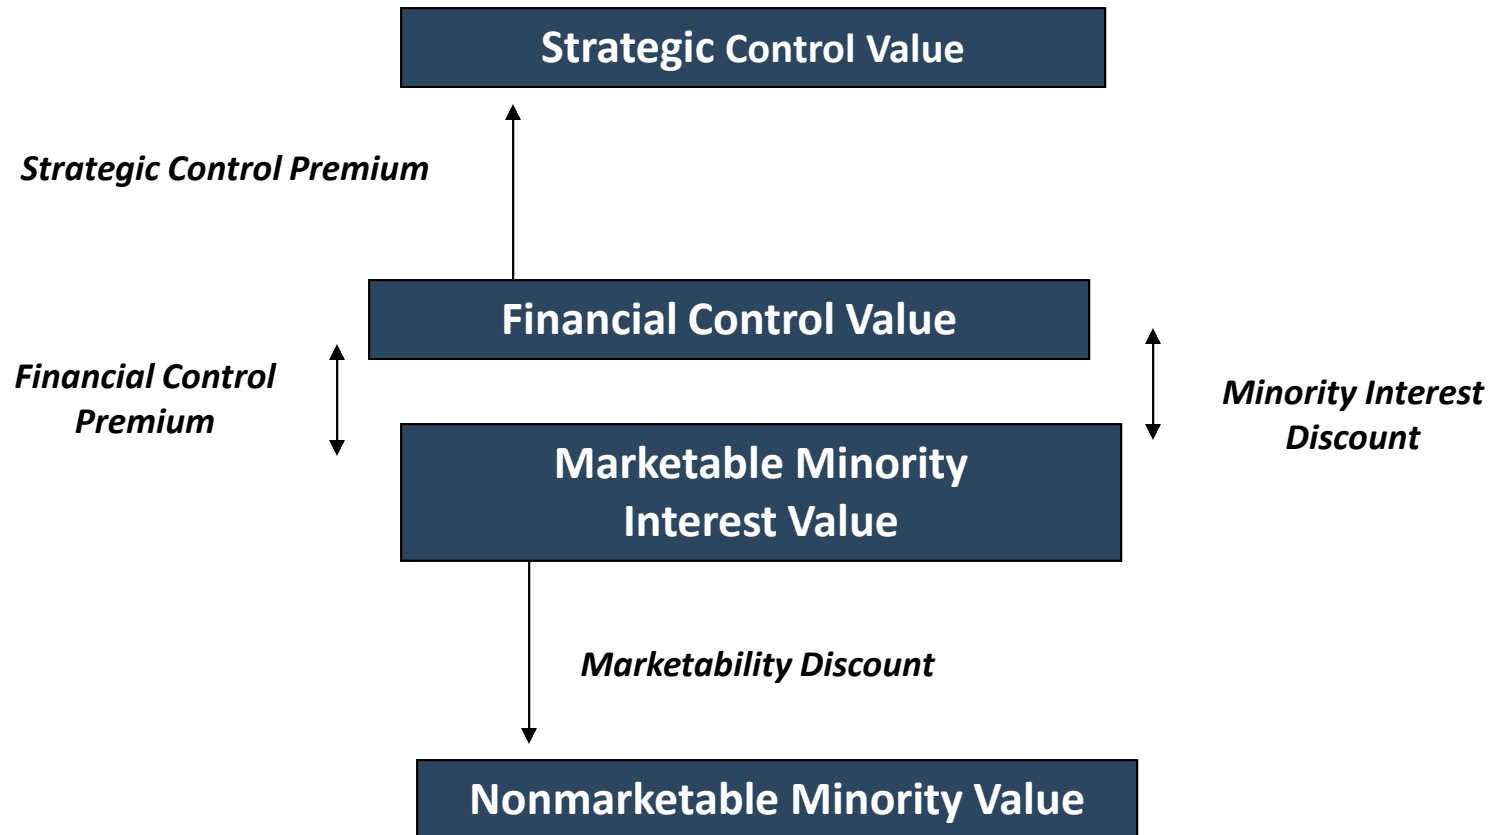 Strategic Control Value
Strategic Control Premium
Financial Control Value
Financial Control
Premium
Minority Interest
Discount
Marketable Minority
Interest Value
Marketability Discount
Nonmarketable Minority Value